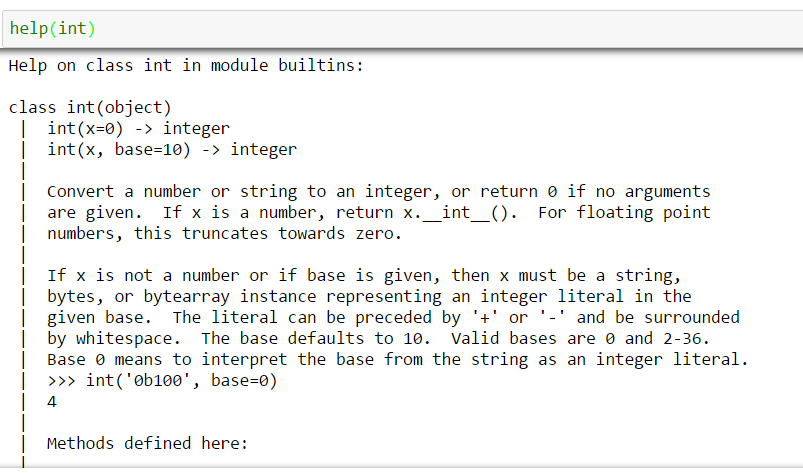 help(int)
Help on class int in module builtins:
class int(object)
 |  int(x=0) -> integer
 |  int(x, base=10) -> integer
 |
 |  Convert a number or string to an integer, or return 0 if no arguments
 |  are given.  If x is a number, return x.__int__().  For floating point
 |  numbers, this truncates towards zero.
 |
 |  If x is not a number or if base is given, then x must be a string,
 |  bytes, or bytearray instance representing an integer literal in the
 |  given base.  The literal can be preceded by '+' or '-' and be surrounded
 |  by whitespace.  The base defaults to 10.  Valid bases are 0 and 2-36.
 |  Base 0 means to interpret the base from the string as an integer literal.
 |  >>> int('0b100', base=0)
 |  4
 |
 |  Methods defined here:
 |